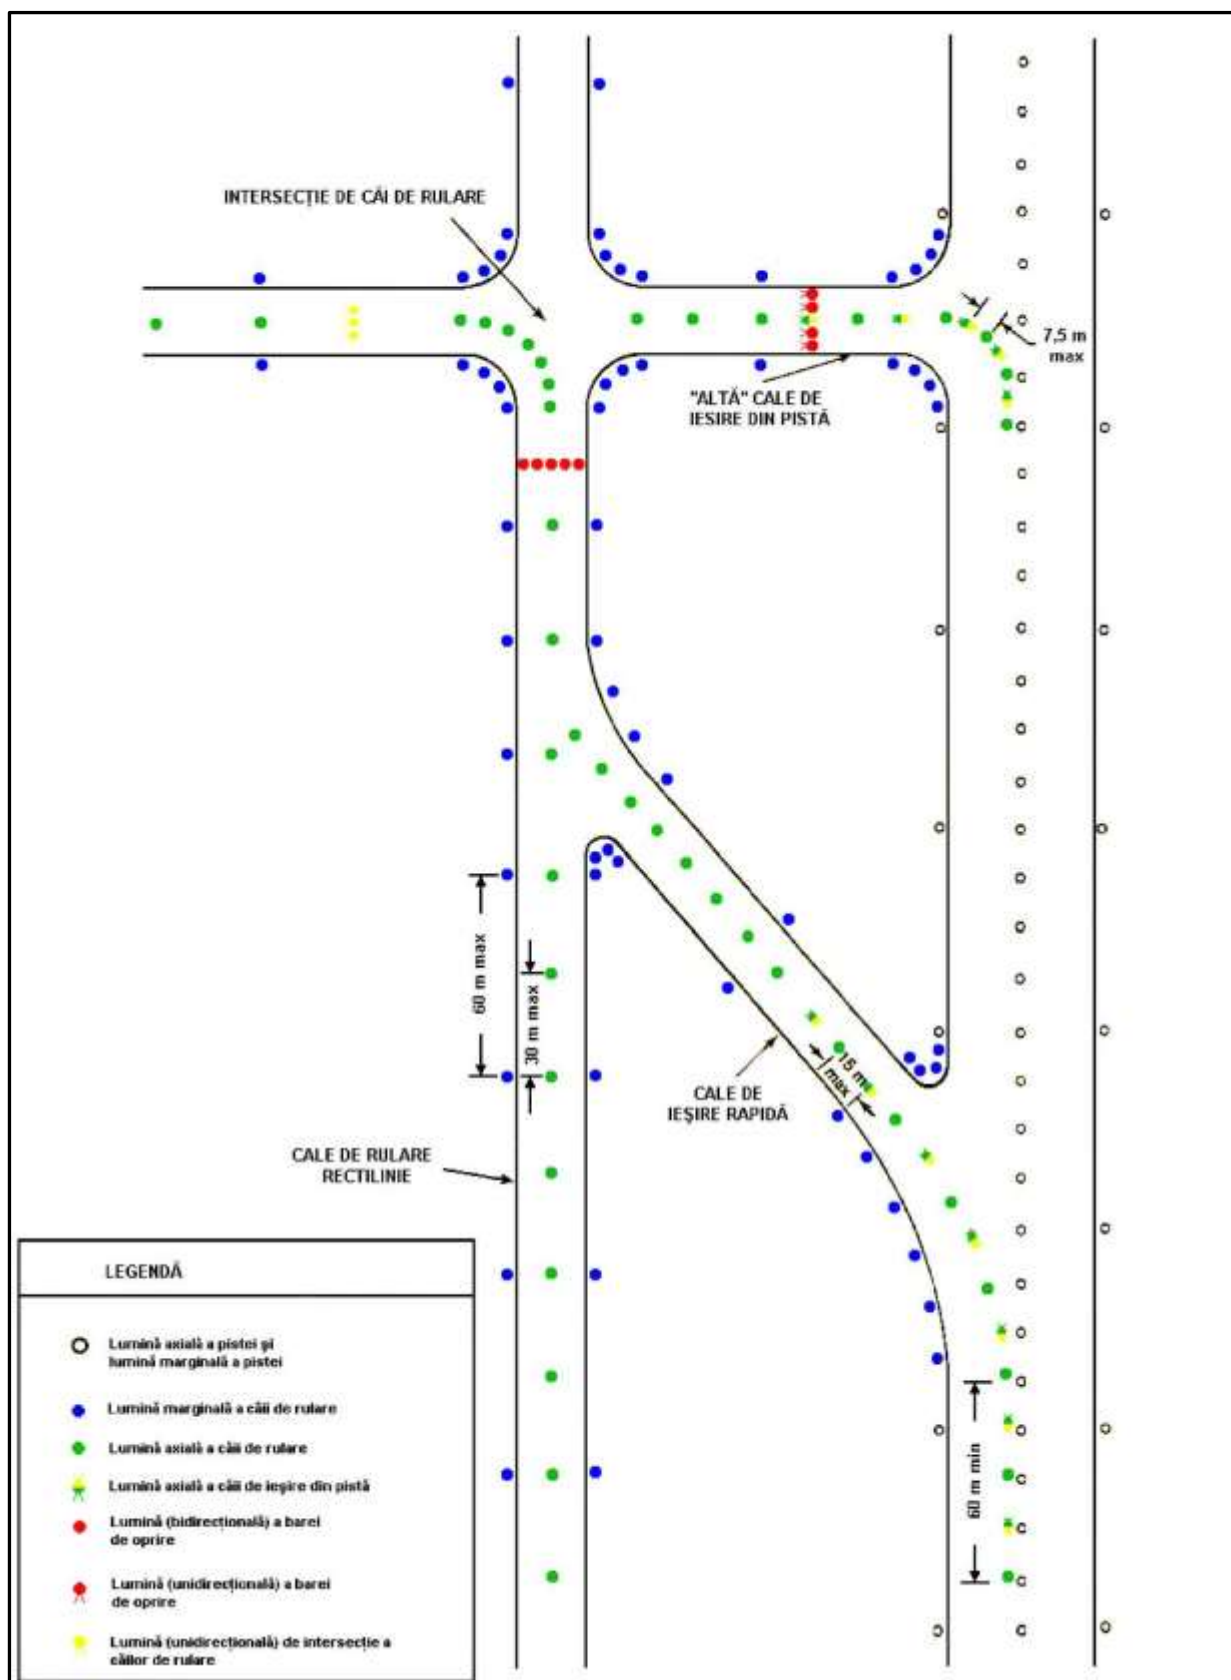 INTERSECȚIE DE CĂI DE RULARE
7,5 m
max
"ALTĂ" CALE DE
IESIRE DIN PISTĂ
60 m max
30 m max
15 m
max
CALE DE
IEȘIRE RAPIDĂ
CALE DE RULARE
RECTILINIE
60 m min
LEGENDĂ
Lumină axială a pistei și
lumină marginală a pistei
Lumină marginală a căii de rulare
Lumină axială a căii de rulare
Lumină axială a căii de ieșire din pistă
Lumină (bidirecțională) a barei
de oprire
Lumină (unidirecțională) a barei
de oprire
Lumină (unidirecțională) de intersecție a
căilor de rulare